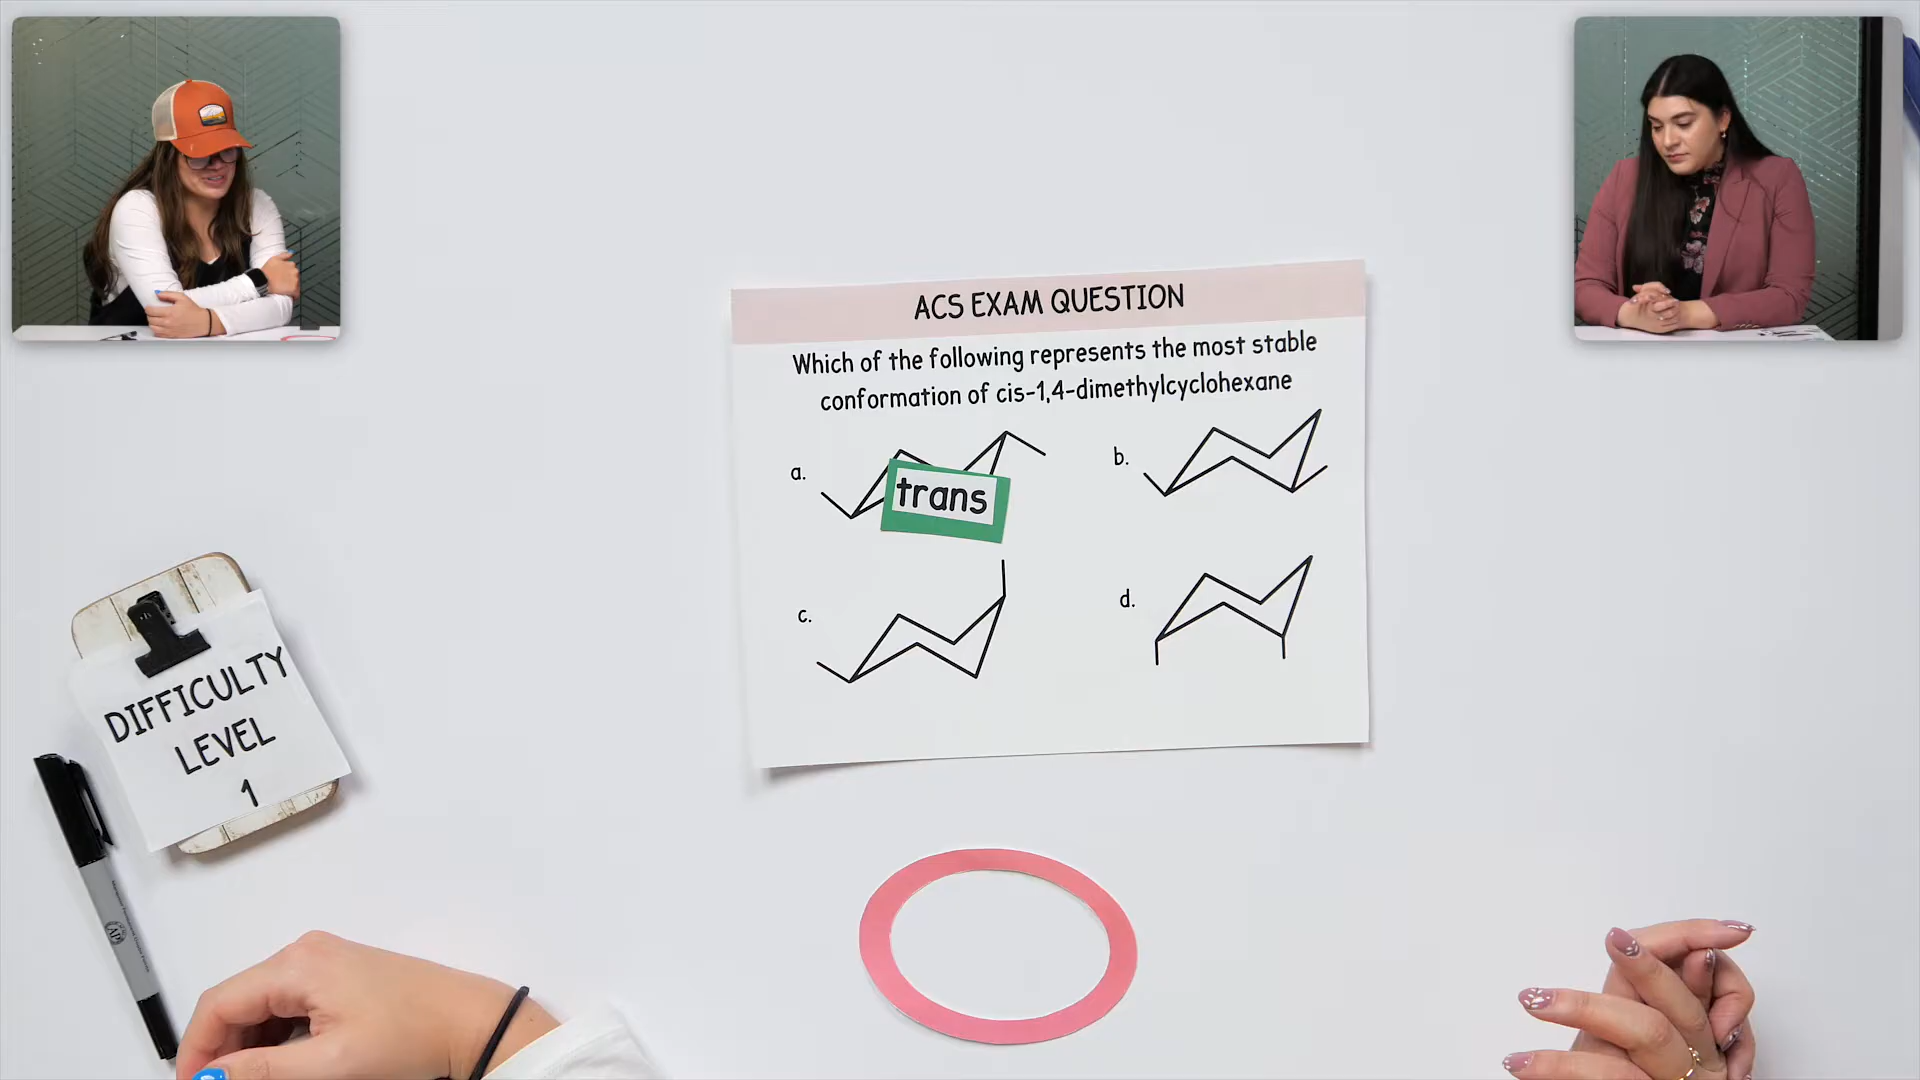 ACS EXAM QUESTION
Which of the following represents the most stable
conformation of cis-1,4-dimethylcyclohexane
a.
trans
b.
c.
d.
DIFFICULTY
LEVEL
1